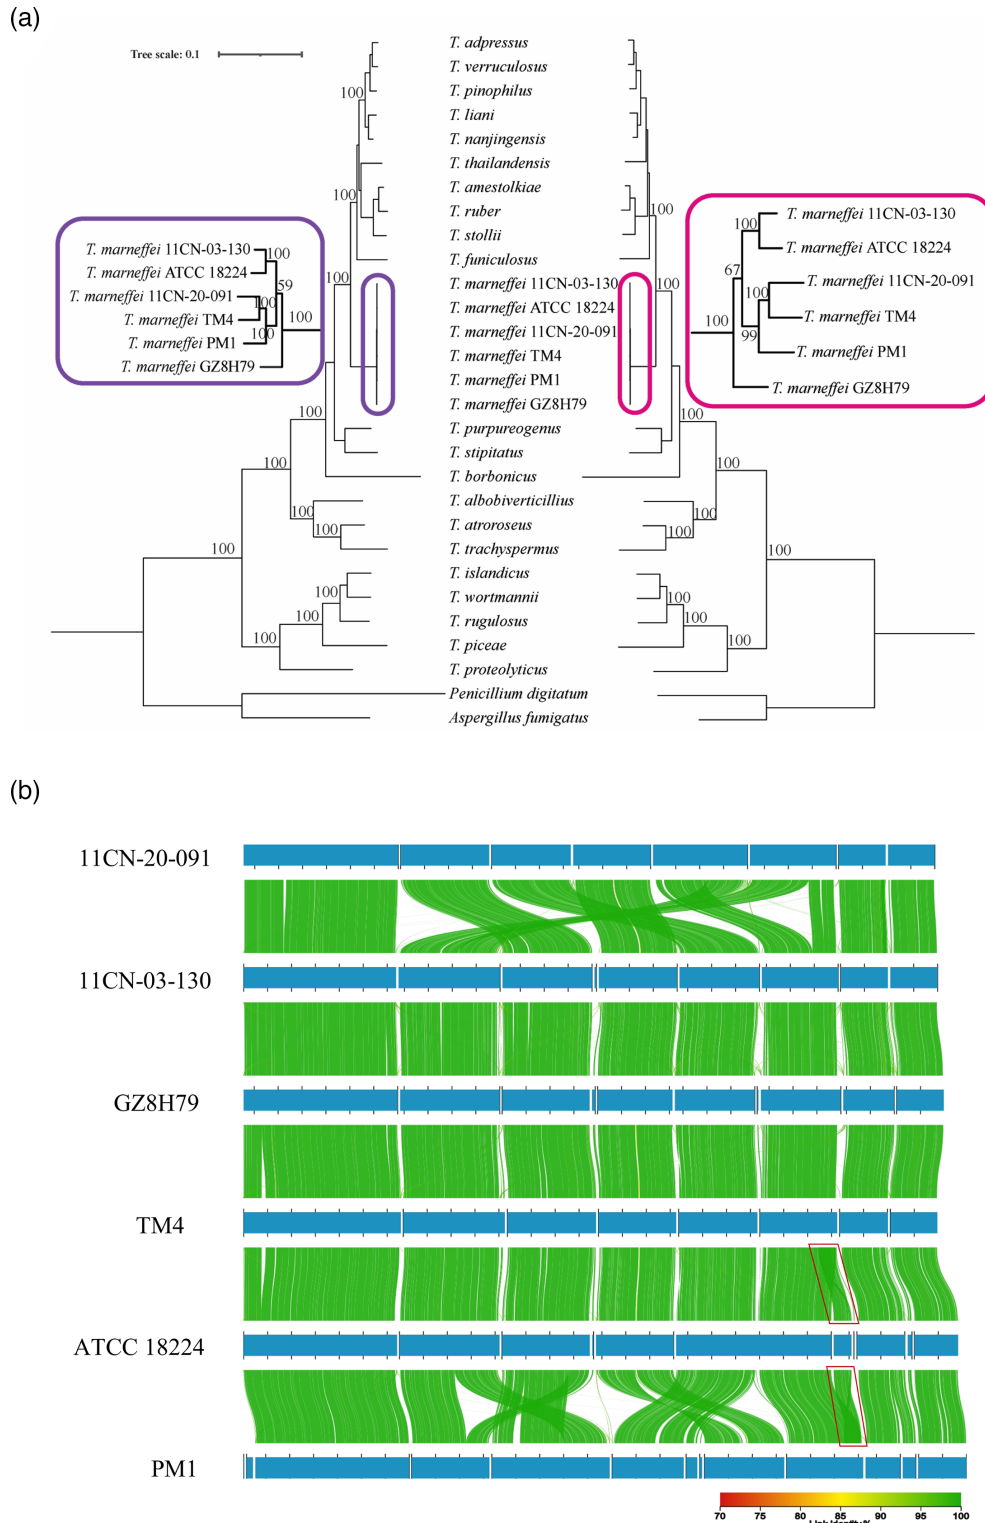 (a)
Tree scale: 0.1
T. adpressus
T. verruculosus
T. pinophilus
100
T. liani
T. nanjingensis
T. thailandensis
T. amestolkiae
100
T. ruber
100
T. stollii
T. funiculosus
100
T. marneffei 11CN-03-130
100
T. marneffei ATCC 18224
T. marneffei 11CN-20-091
T. marneffei TM4
T. marneffei PM1
T. marneffei GZ8H79
100
100
T. purpureogenus
T. stipitatus
100
100
T. borbonicus
T. albobiverticillius
100
100
T. atroroseus
100
100
T. trachyspermus
100
100
T. islandicus
100
T. wortmannii
100
100
T. rugulosus
100
100
T. piceae
100
T. proteolyticus
Penicillium digitatum
Aspergillus fumigatus
T. marneffei 11CN-03-130
100
T. marneffei ATCC 18224
59
T. marneffei 11CN-20-091
100
T. marneffei TM4
100
100
T. marneffei PM1
T. marneffei GZ8H79
T. marneffei 11CN-03-130
100
T. marneffei ATCC 18224
67
T. marneffei 11CN-20-091
100
100
T. marneffei TM4
99
T. marneffei PM1
T. marneffei GZ8H79
(b)
11CN-20-091
11CN-03-130
GZ8H79
TM4
ATCC 18224
PM1
70 75 80 85 90 95 100